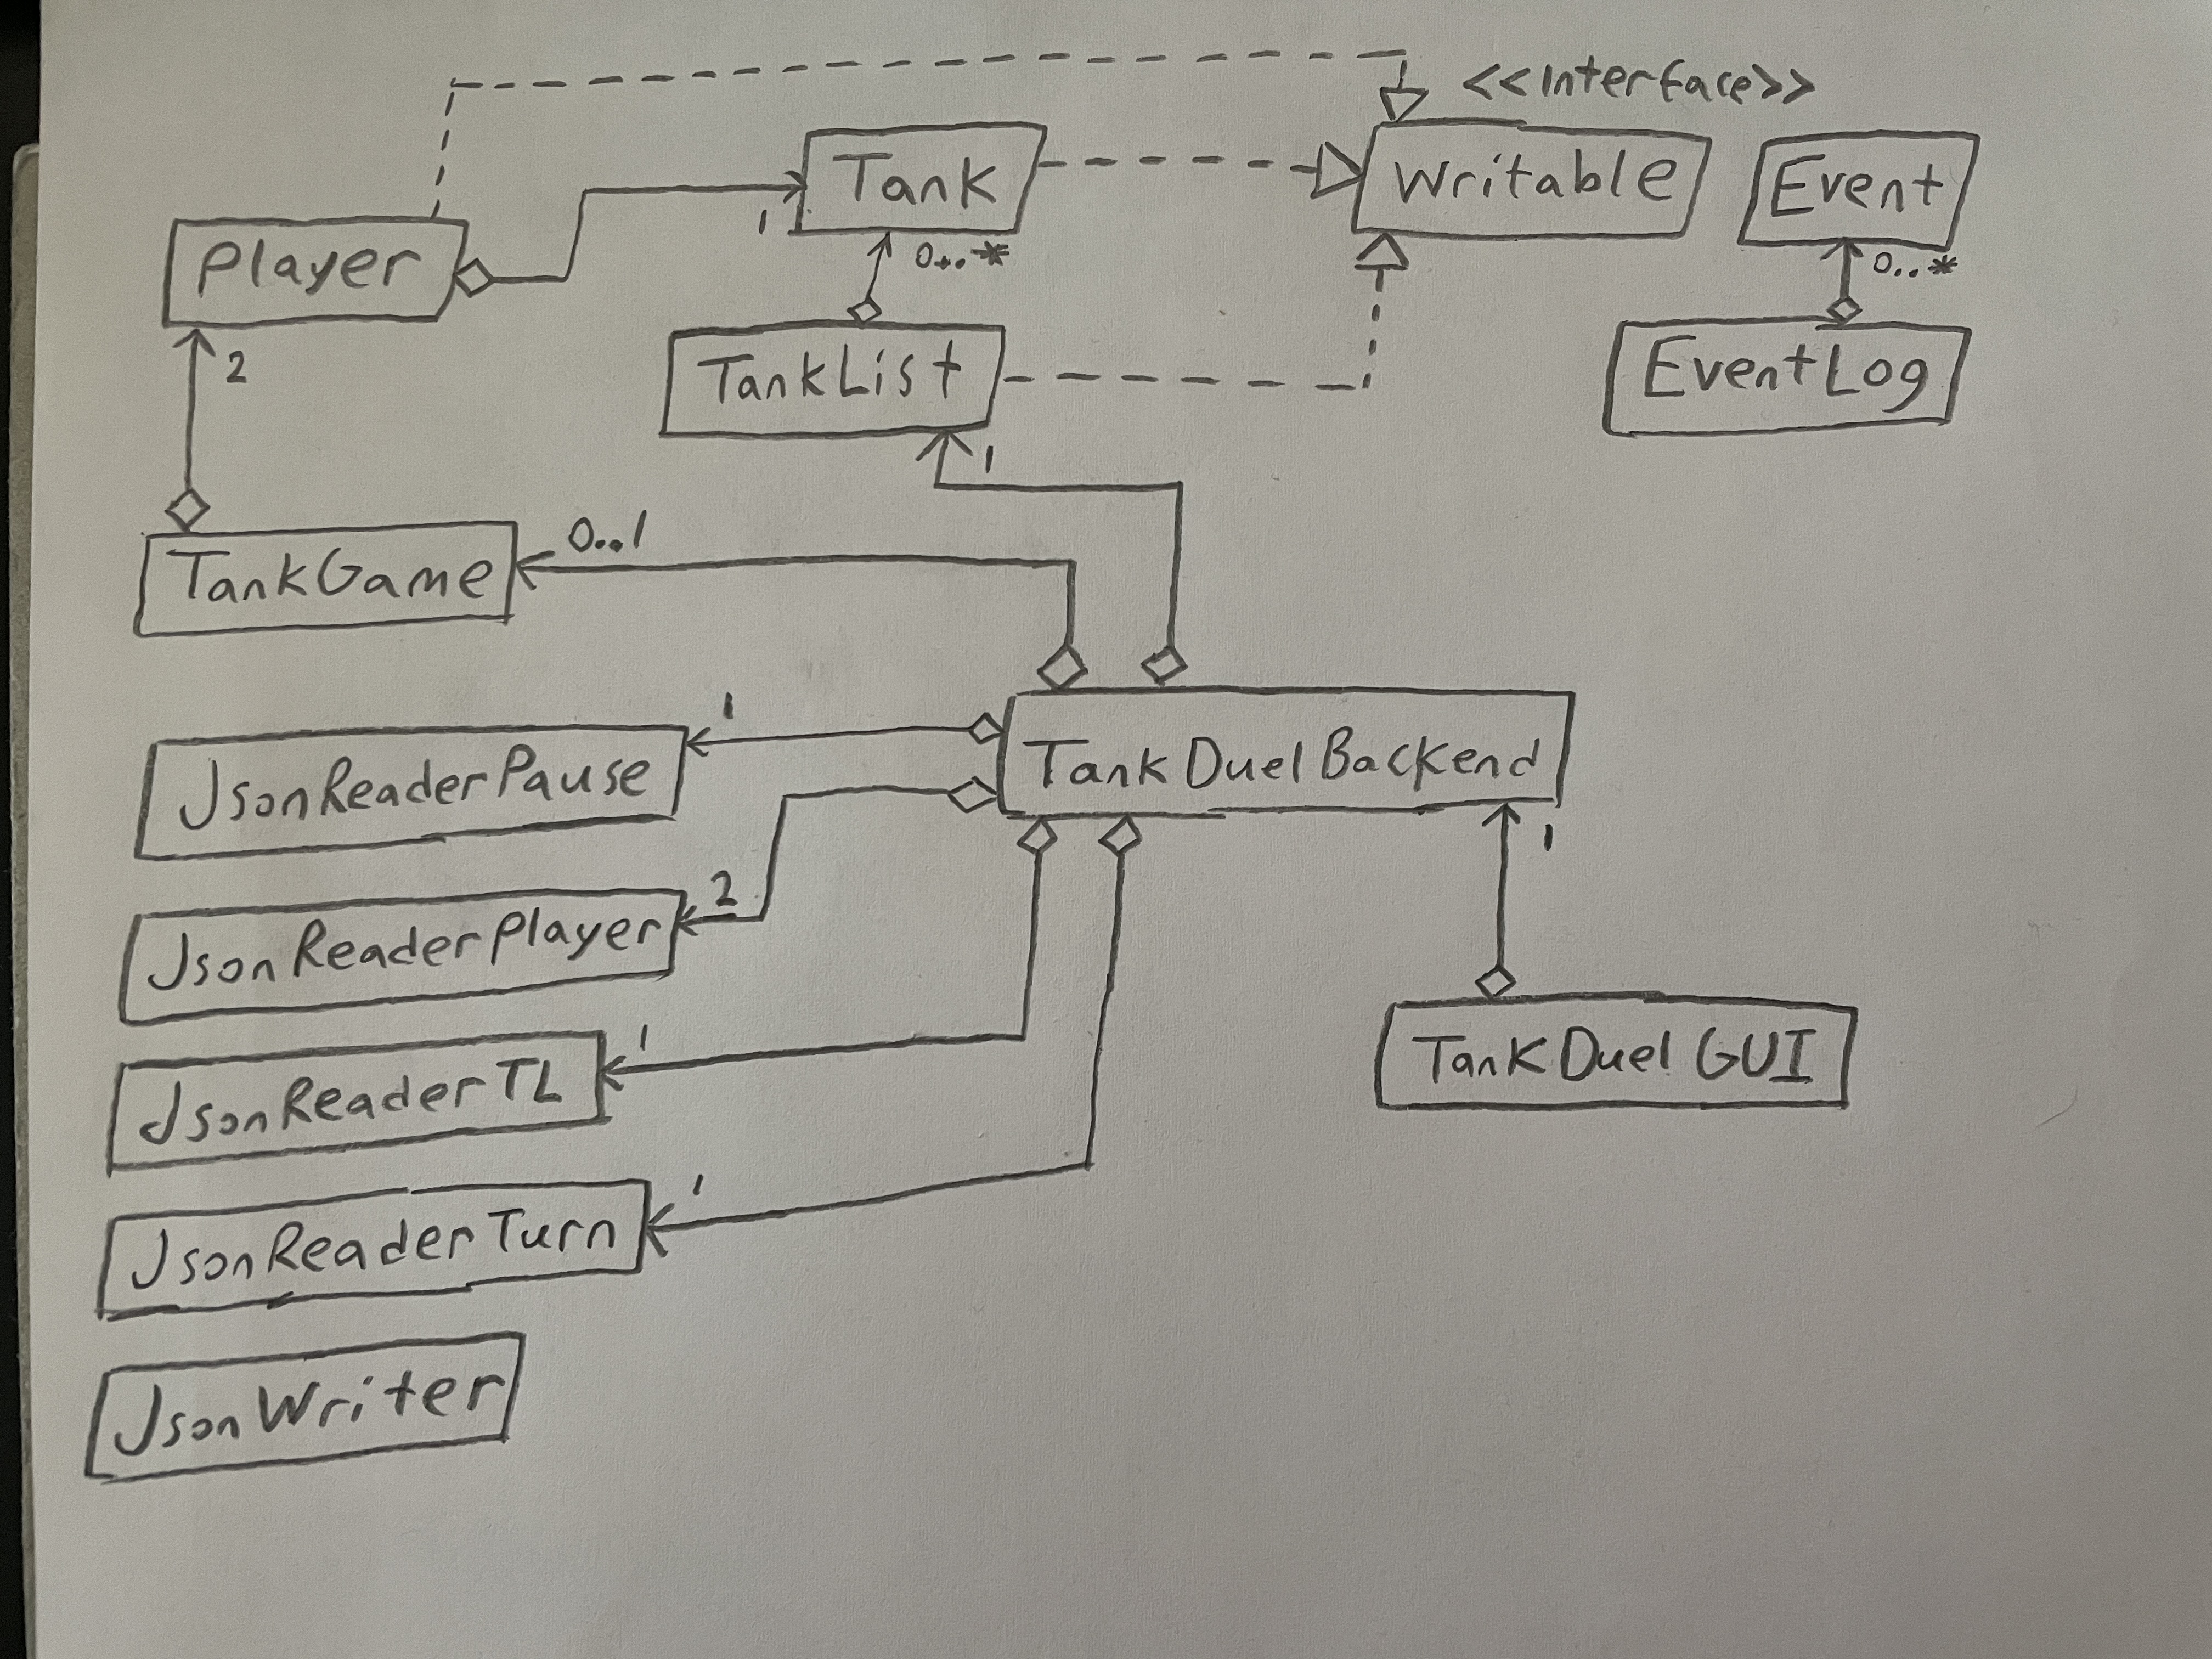 <<interface>>
Tank
Writable
Event
1
0..*
0..*
Player
TankList
EventLog
2
1
0..1
TankGame
1
JsonReaderPause
TankDuelBackend
1
2
JsonReaderPlayer
1
JsonReaderTL
TankDuelGUI
1
JsonReaderTurn
JsonWriter